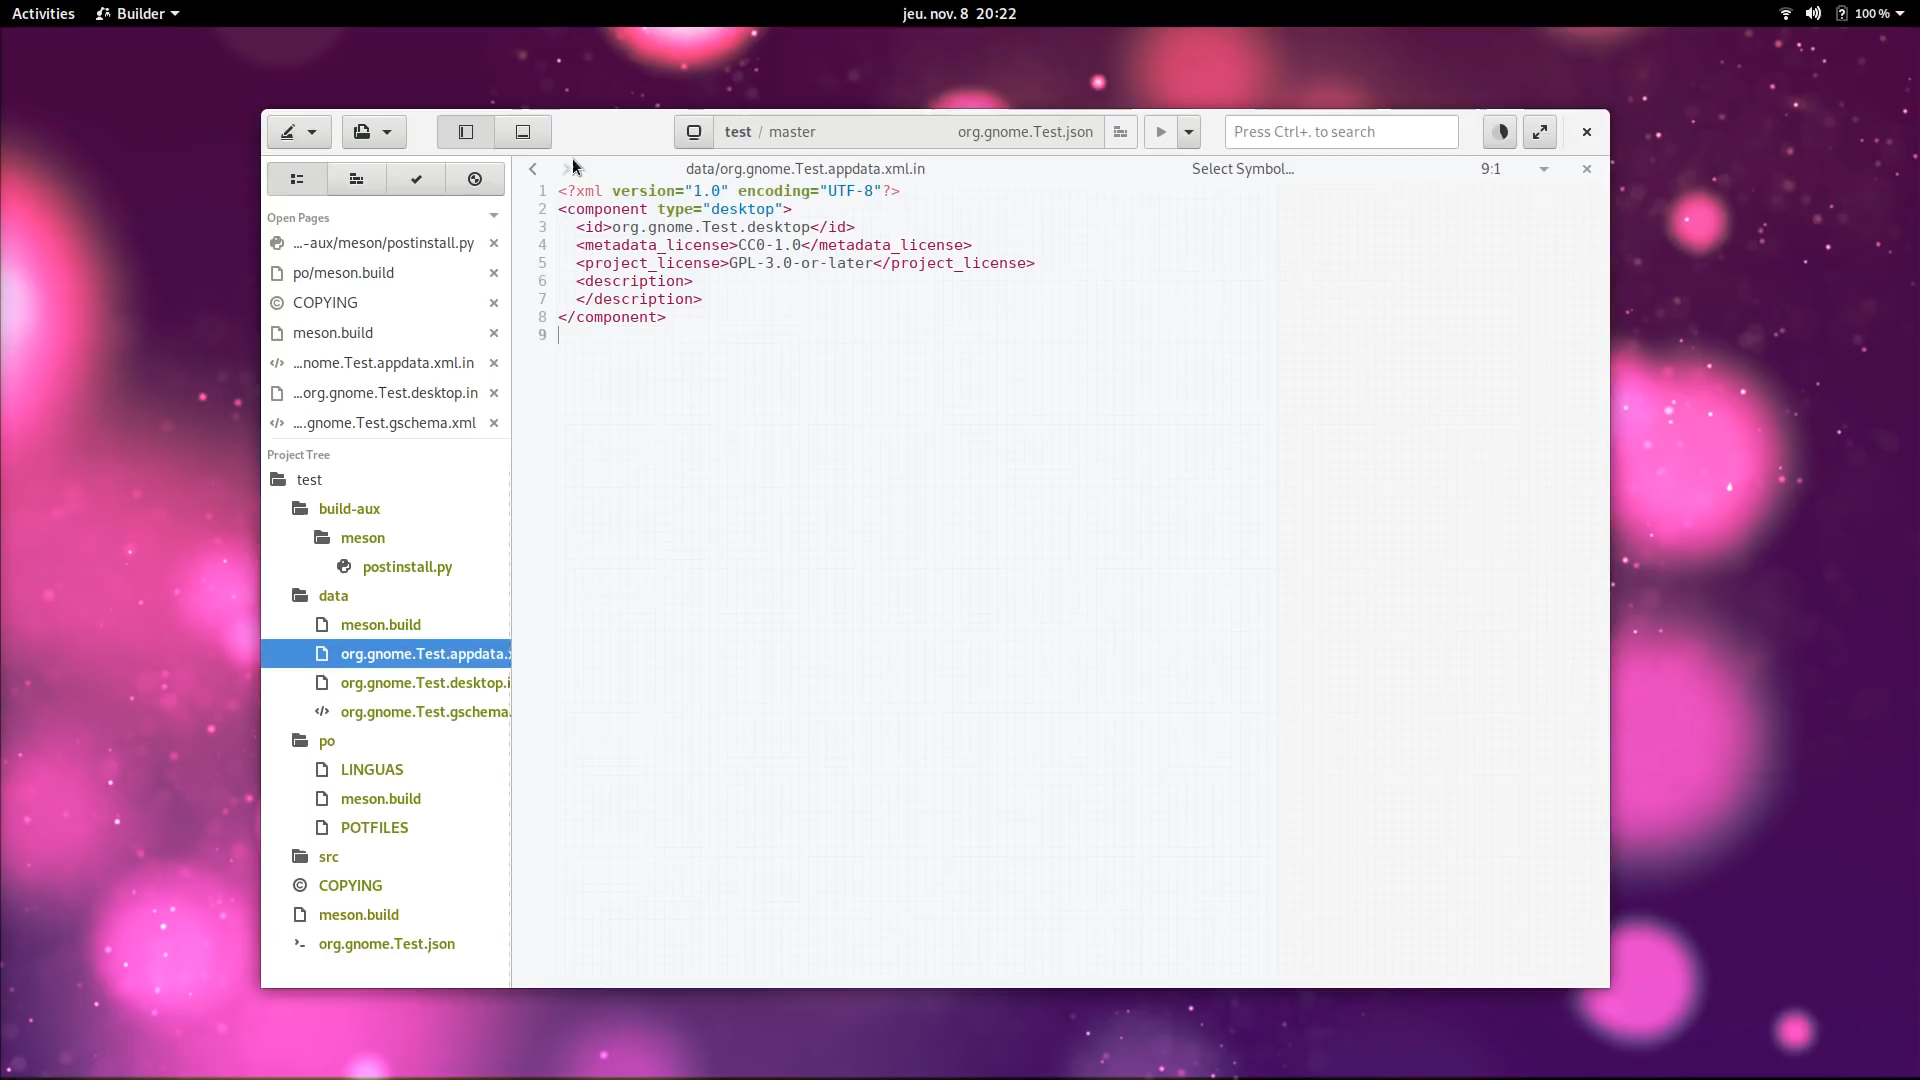 Activities
Builder
jeu. nov. 8 20:22
100 %
test / master
org.gnome.Test.json
Press Ctrl+. to search
data/org.gnome.Test.appdata.xml.in
Select Symbol…
9:1
Open Pages
…-aux/meson/postinstall.py
po/meson.build
COPYING
meson.build
…nome.Test.appdata.xml.in
…org.gnome.Test.desktop.in
….gnome.Test.gschema.xml
Project Tree
test
build-aux
meson
postinstall.py
data
meson.build
org.gnome.Test.appdata.x
org.gnome.Test.desktop.i
org.gnome.Test.gschema.
po
LINGUAS
meson.build
POTFILES
src
COPYING
meson.build
org.gnome.Test.json
1 <?xml version="1.0" encoding="UTF-8"?>
2 <component type="desktop">
3 <id>org.gnome.Test.desktop</id>
4 <metadata_license>CC0-1.0</metadata_license>
5 <project_license>GPL-3.0-or-later</project_license>
6 <description>
7 </description>
8 </component>
9